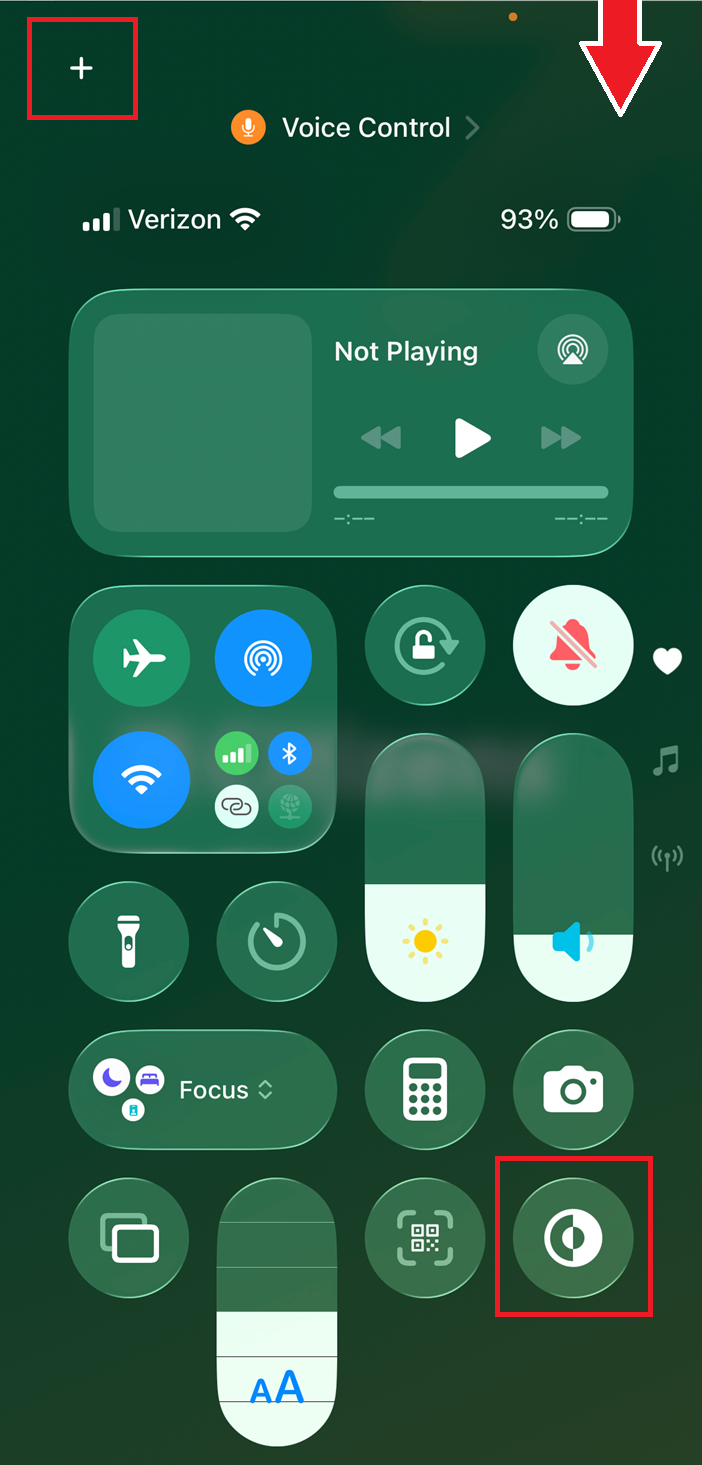 Voice Control
Verizon 93%
Not Playing
-:-- --:--
Focus
AA